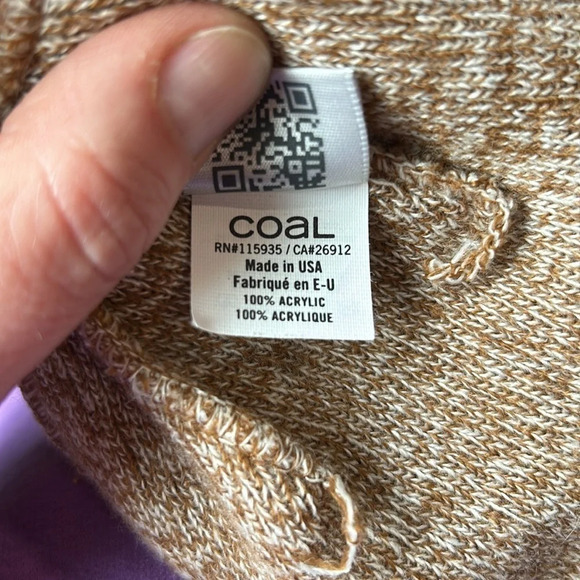 coaL
RN#115935 / CA#26912
Made in USA
Fabriqué en E-U
100% ACRYLIC
100% ACRYLIQUE